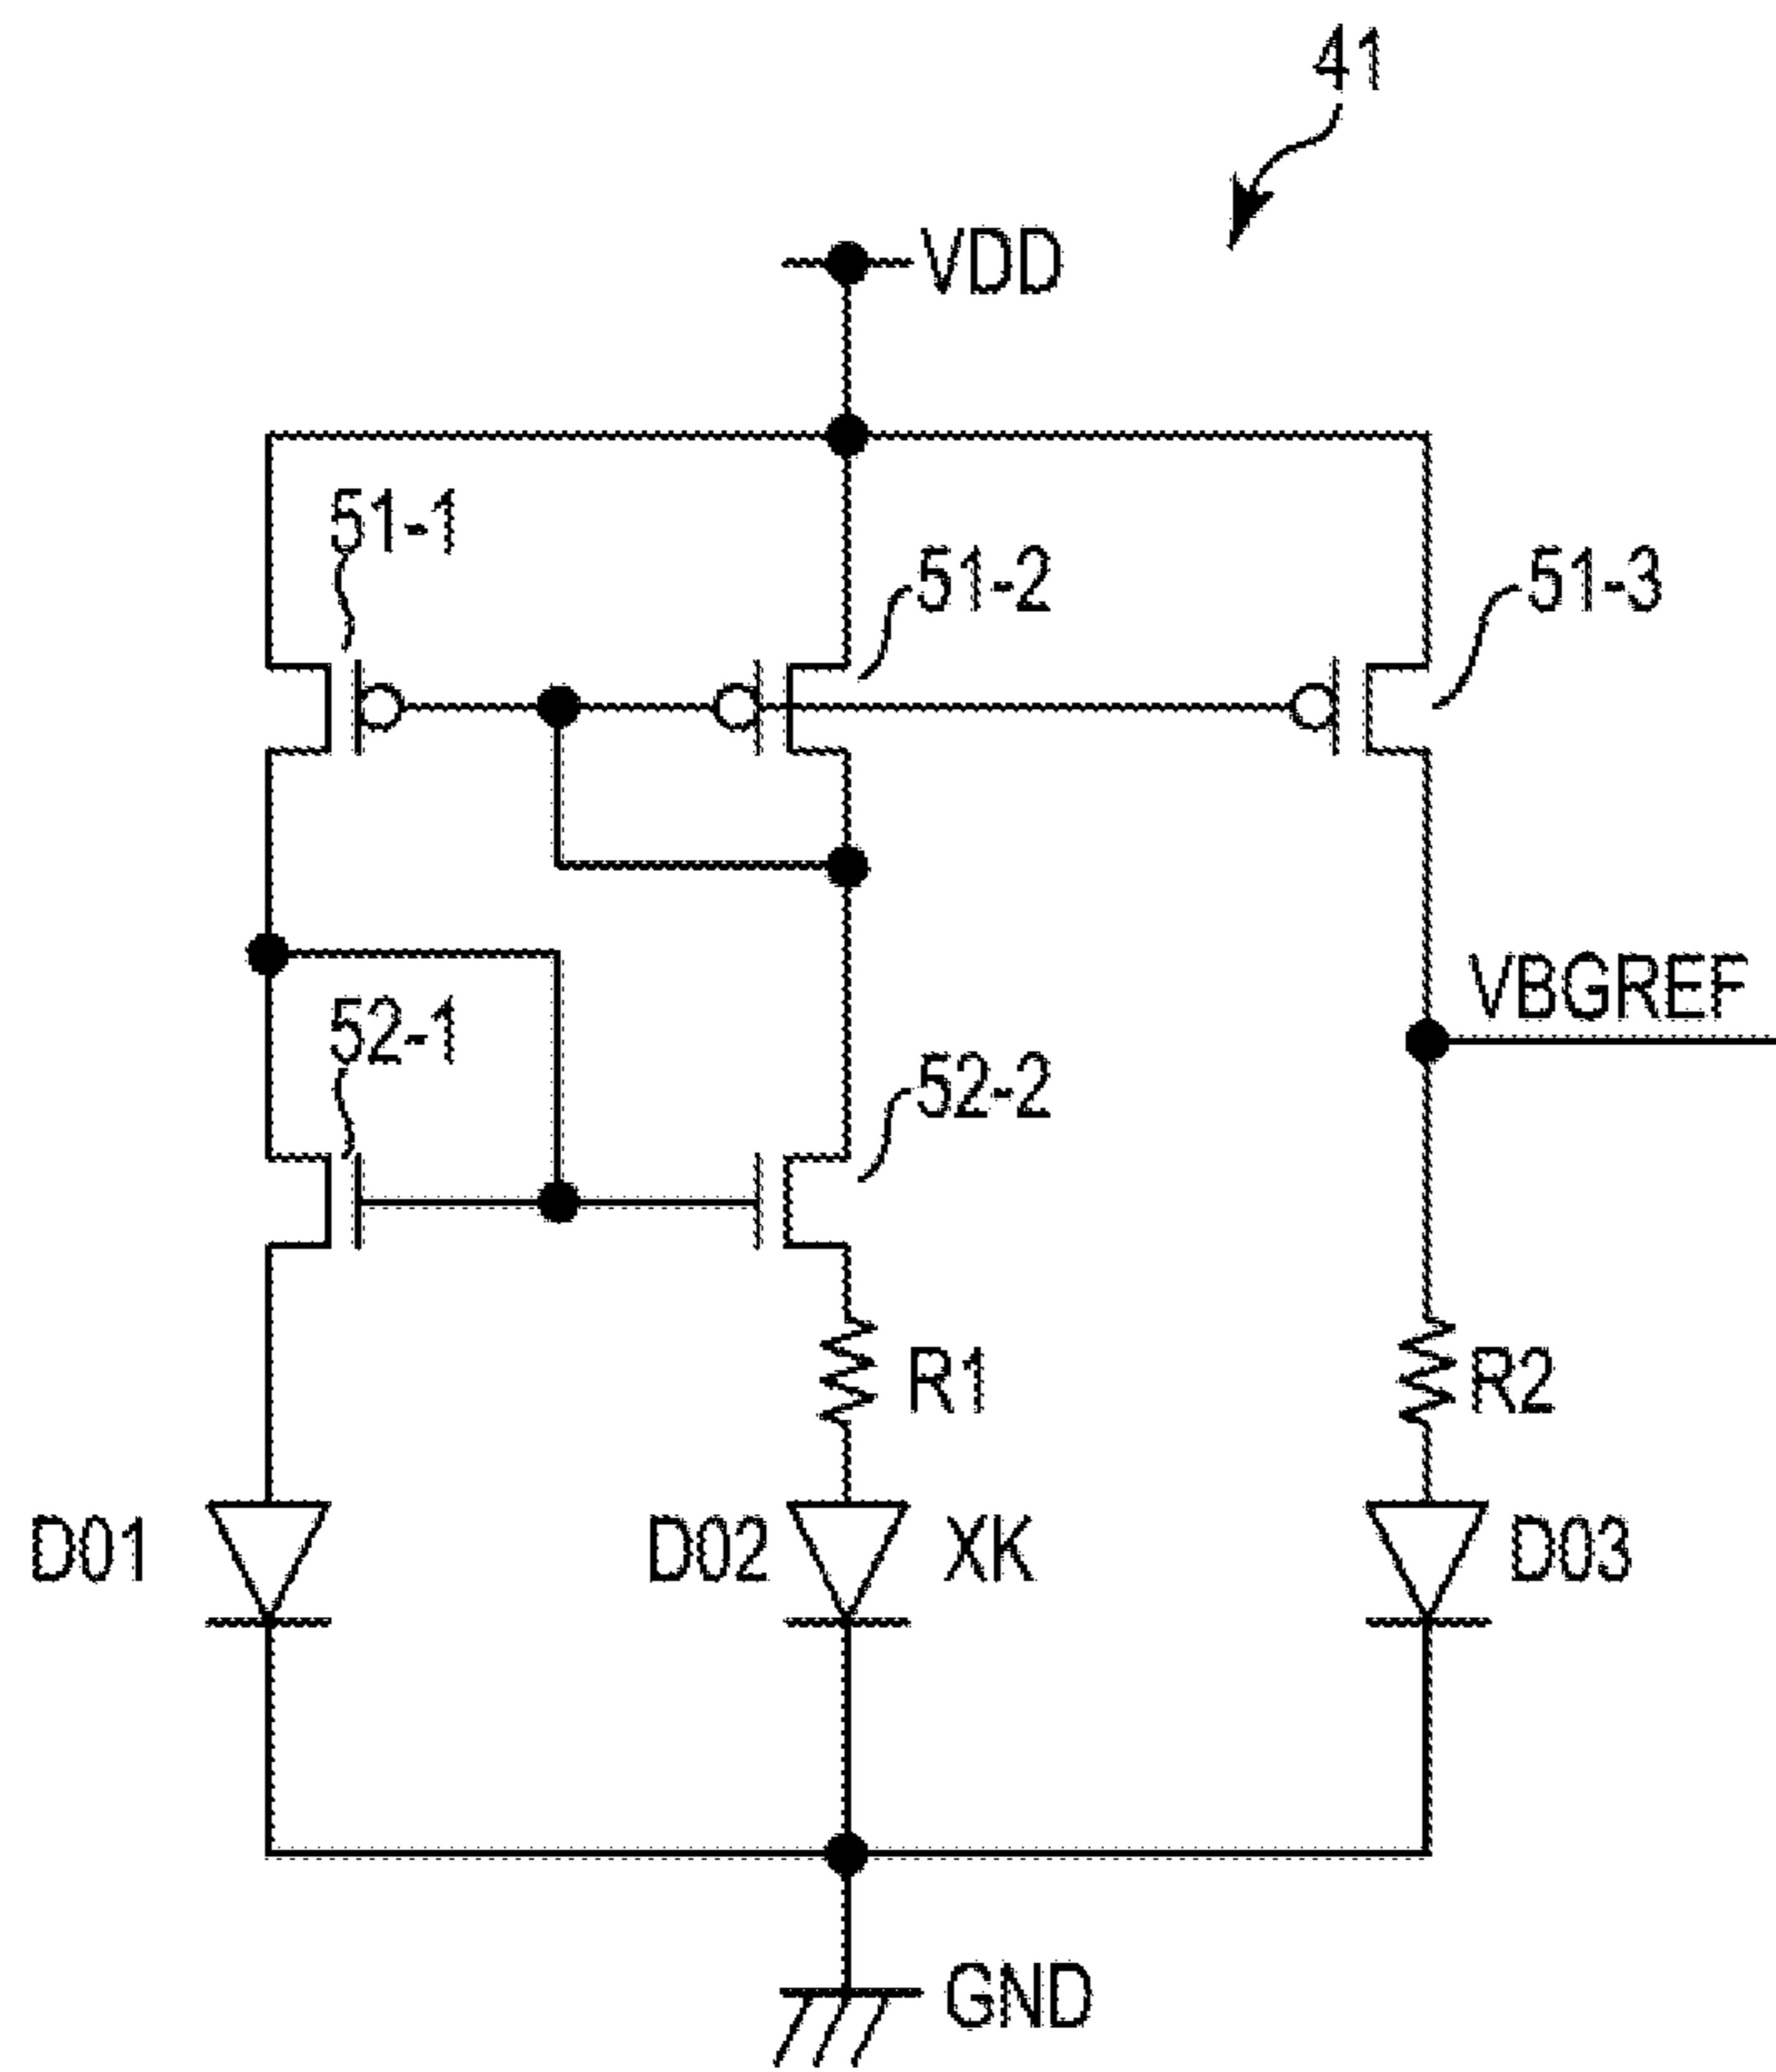 41
VDD
51-1
51-2
51-3
VBGREF
52-1
52-2
R1
R2
D01
D02
XK
D03
GND